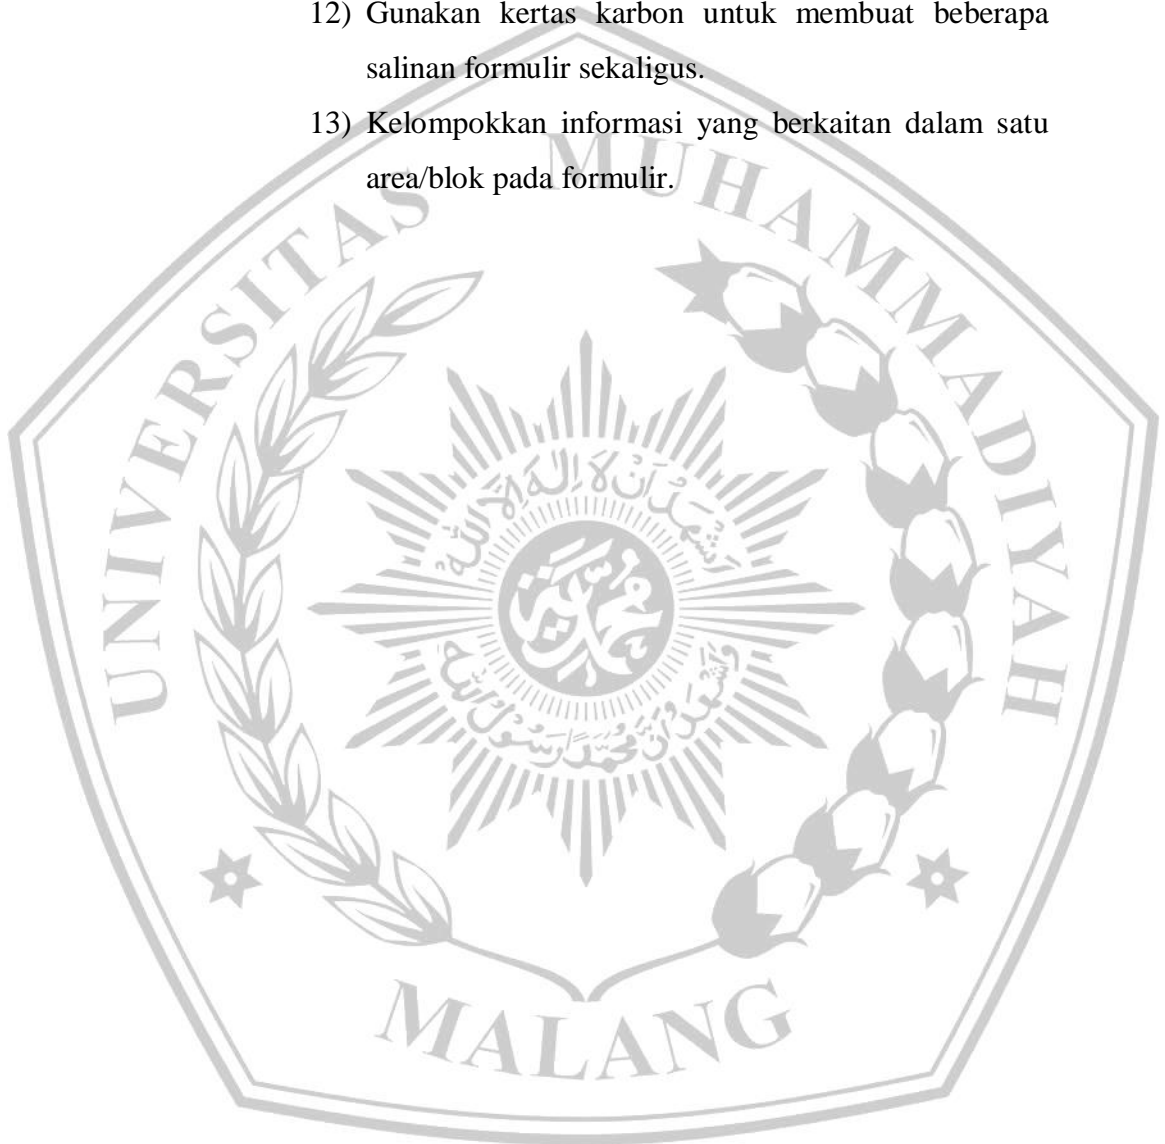 12) Gunakan kertas karbon untuk membuat beberapa
salinan formulir sekaligus.
13) Kelompokkan informasi yang berkaitan dalam satu
area/blok pada formulir.
UNIVERSITAS MUHAMMADIYAH
MALANG